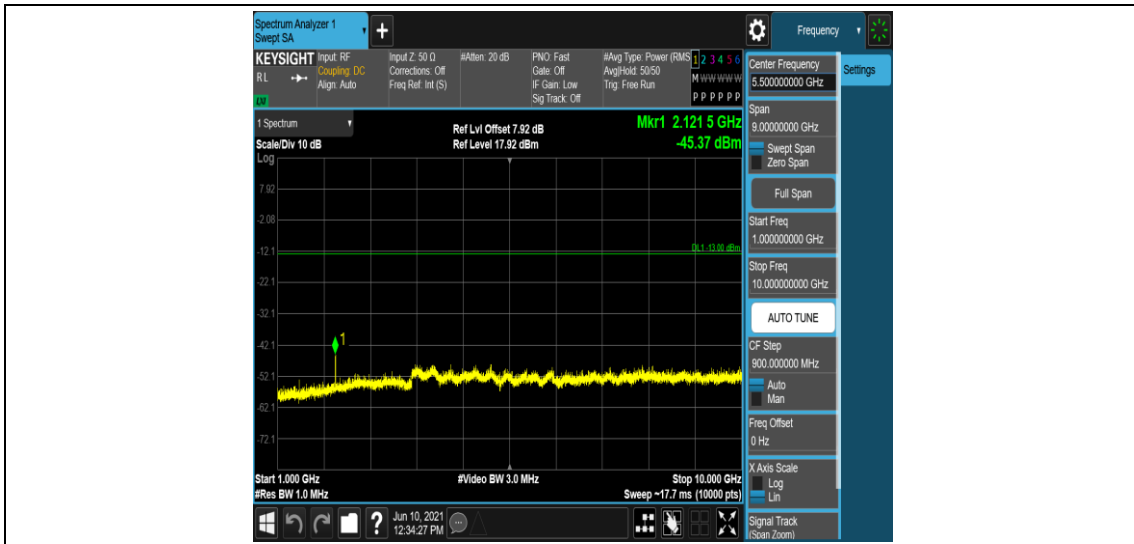 Spectrum Analyzer 1
Swept SA
+
Frequency
KEYSIGHT
RL
LXI
Input: RF
Coupling: DC
Align: Auto
Input Z: 50 Ω
Corrections: Off
Freq Ref: Int (S)
#Atten: 20 dB
PNO: Fast
Gate: Off
IF Gain: Low
Sig Track: Off
#Avg Type: Power (RMS
Avg|Hold: 50/50
Trig: Free Run
1 2 3 4 5 6
M W W W W W
P P P P P P
Center Frequency
5.500000000 GHz
Settings
Span
9.00000000 GHz
Swept Span
Zero Span
Full Span
Start Freq
1.000000000 GHz
Stop Freq
10.000000000 GHz
AUTO TUNE
CF Step
900.000000 MHz
Auto
Man
Freq Offset
0 Hz
X Axis Scale
Log
Lin
Signal Track
(Span Zoom)
1 Spectrum
Scale/Div 10 dB
Log
Ref Lvl Offset 7.92 dB
Ref Level 17.92 dBm
Mkr1 2.121 5 GHz
-45.37 dBm
7.92
-2.08
-12.1
DL1 -13.00 dBm
-22.1
-32.1
-42.1
1
-52.1
-62.1
-72.1
Start 1.000 GHz
#Res BW 1.0 MHz
#Video BW 3.0 MHz
Stop 10.000 GHz
Sweep ~17.7 ms (10000 pts)
?
Jun 10, 2021
12:34:27 PM